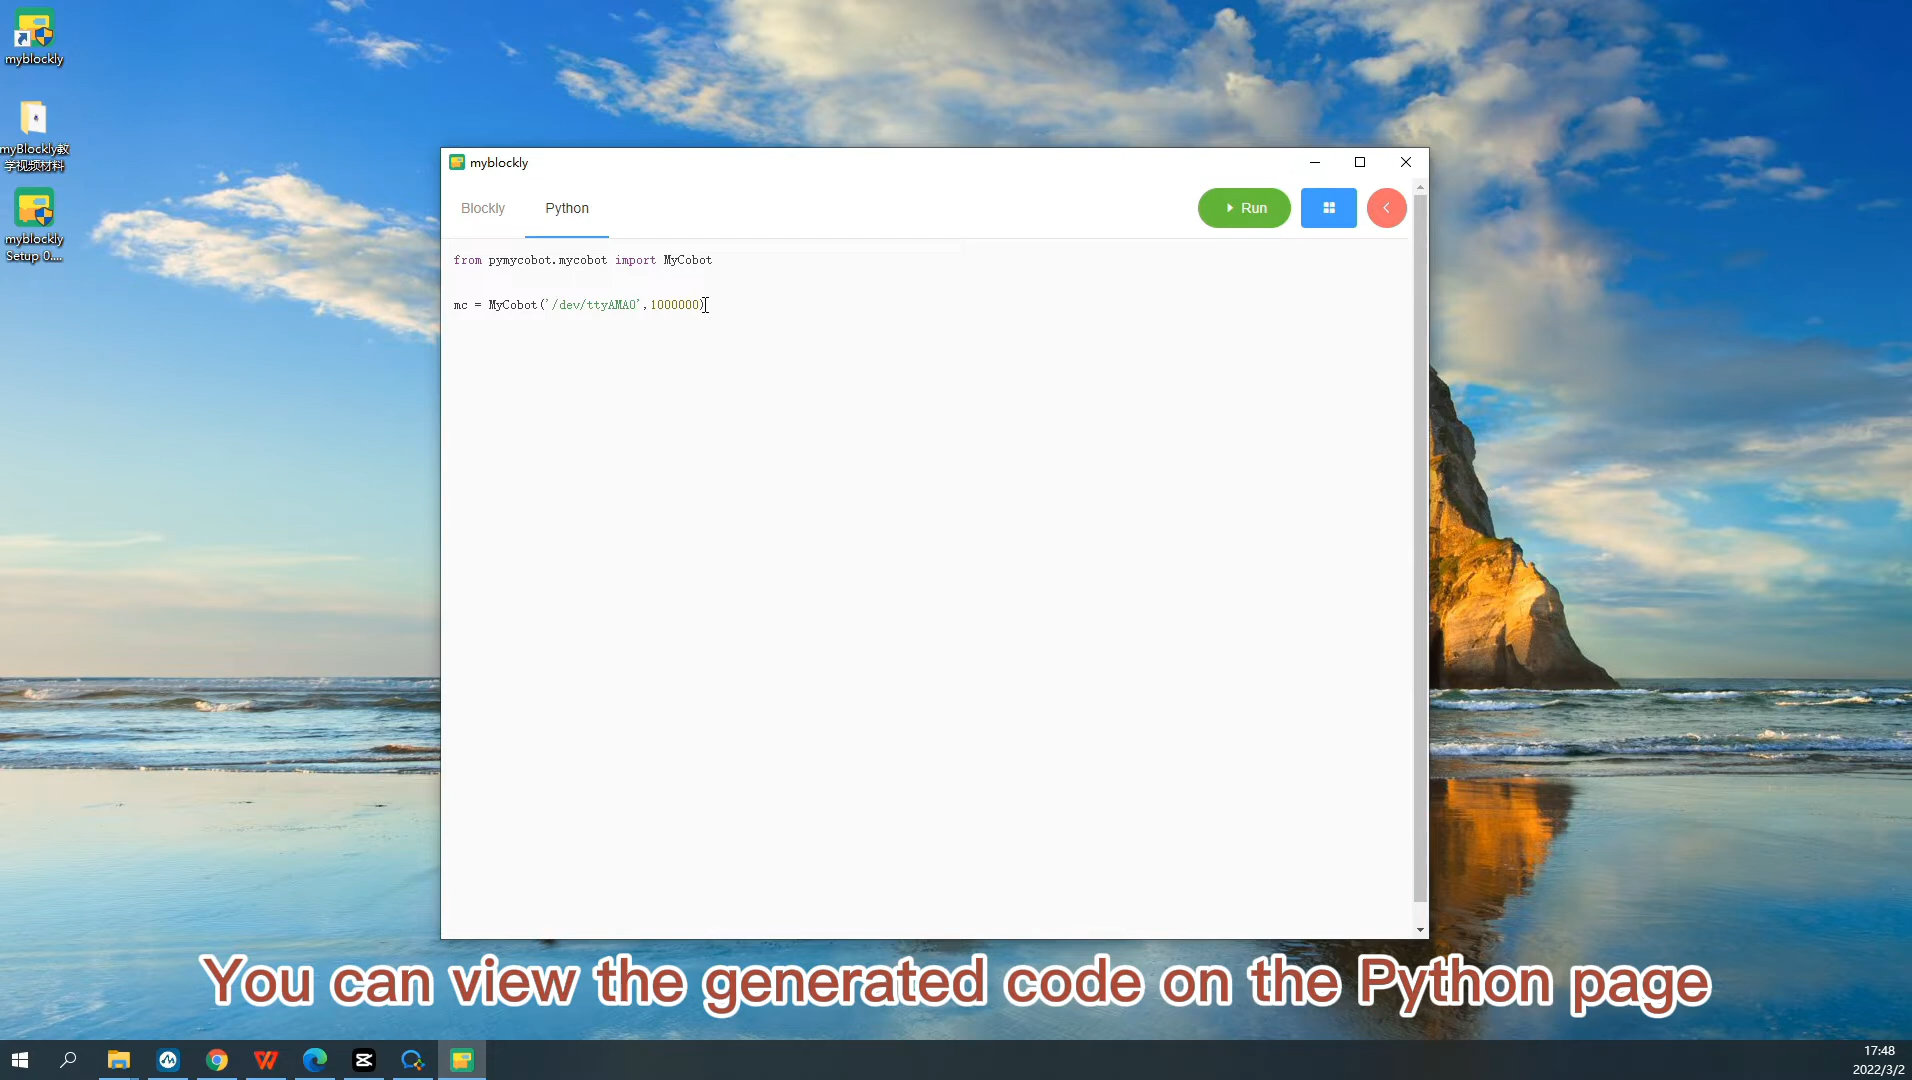 myblockly
myBlockly教
学视频材料
myblockly
Setup 0....
myblockly
Blockly
Python
Run
from pymycobot.mycobot import MyCobot
mc = MyCobot('/dev/ttyAMA0',1000000)
You can view the generated code on the Python page
17:48
2022/3/2